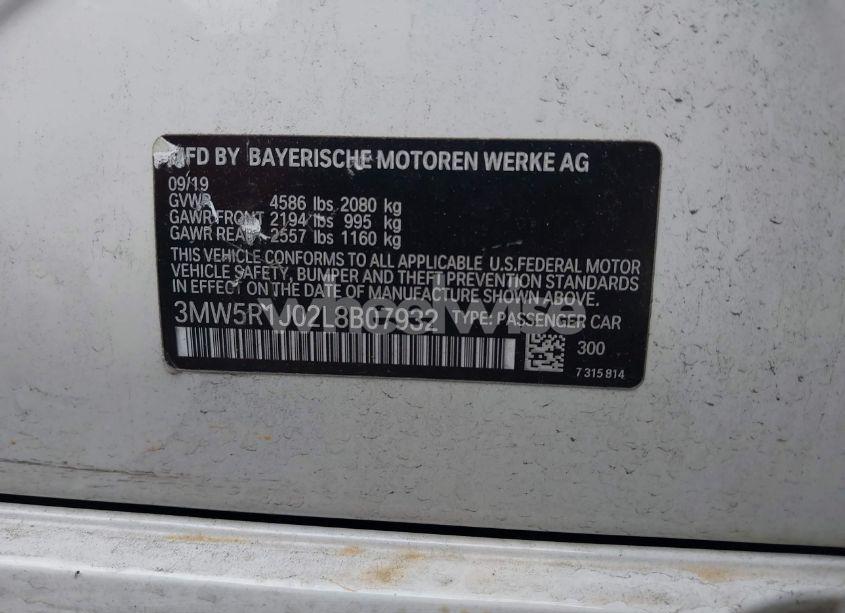 MFD BY BAYERISCHE MOTOREN WERKE AG
09/19
GVWR 4586 lbs 2080 kg
GAWR FRONT 2194 lbs 995 kg
GAWR REAR 2557 lbs 1160 kg
THIS VEHICLE CONFORMS TO ALL APPLICABLE U.S.FEDERAL MOTOR
VEHICLE SAFETY, BUMPER AND THEFT PREVENTION STANDARDS
IN EFFECT ON THE DATE OF MANUFACTURE SHOWN ABOVE.
3MW5R1J02L8B07932 TYPE: PASSENGER CAR
wheelwise
300
7 315 814